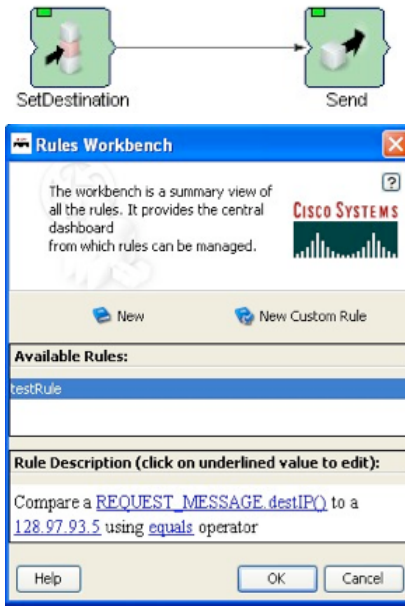 SetDestination Send
Rules Workbench
The workbench is a summary view of
all the rules. It provides the central
dashboard
from which rules can be managed.
?
CISCO SYSTEMS
New New Custom Rule
Available Rules:
testRule
Rule Description (click on underlined value to edit):
Compare a REQUEST_MESSAGE.destIP() to a
128.97.93.5 using equals operator
Help OK Cancel